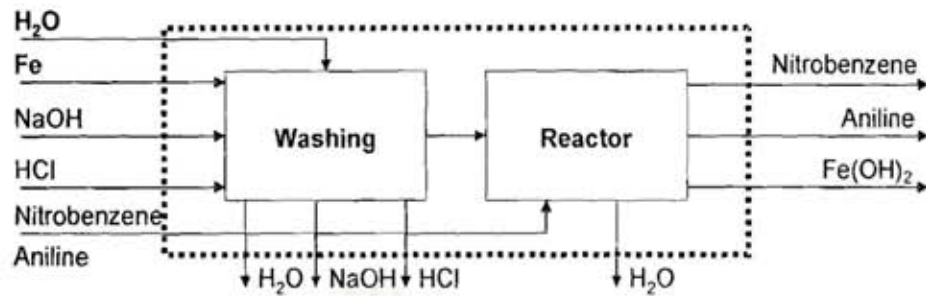 H₂O
Fe
NaOH
HCl
Nitrobenzene
Aniline
Washing
Reactor
Nitrobenzene
Aniline
Fe(OH)₂
H₂O NaOH HCl H₂O